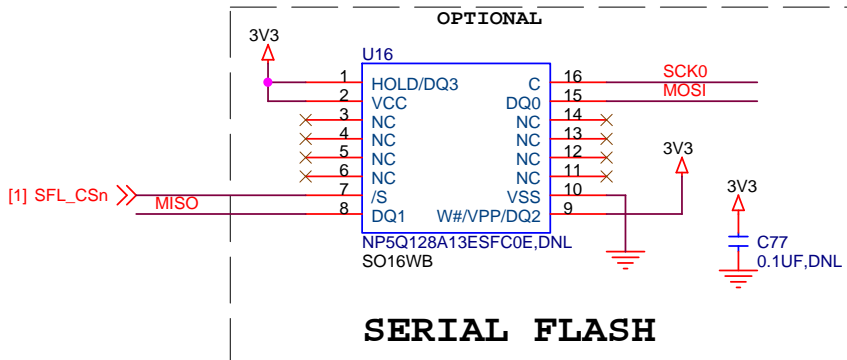 OPTIONAL
3V3
U16
1 HOLD/DQ3 C 16 SCK0
2 VCC DQ0 15 MOSI
3 NC NC 14
4 NC NC 13
5 NC NC 12
6 NC NC 11
3V3
[1] SFL_CSn 7 /S VSS 10
MISO 8 DQ1 W#/VPP/DQ2 9
3V3
NP5Q128A13ESFC0E,DNL
SO16WB
C77
0.1UF,DNL
SERIAL FLASH